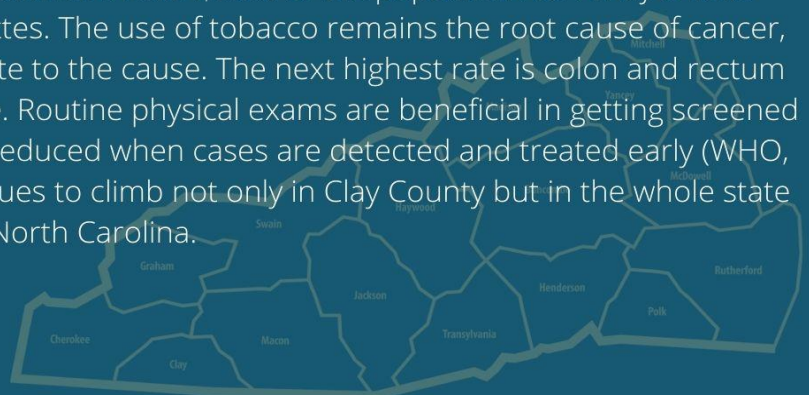 tes. The use of tobacco remains the root cause of cancer,
te to the cause. The next highest rate is colon and rectum
. Routine physical exams are beneficial in getting screened
educed when cases are detected and treated early (WHO,
ues to climb not only in Clay County but in the whole state
North Carolina.
Mitchell
Yancey
McDowell
Haywood
Swain
Graham
Rutherford
Henderson
Jackson
Polk
Transylvania
Cherokee
Macon
Clay